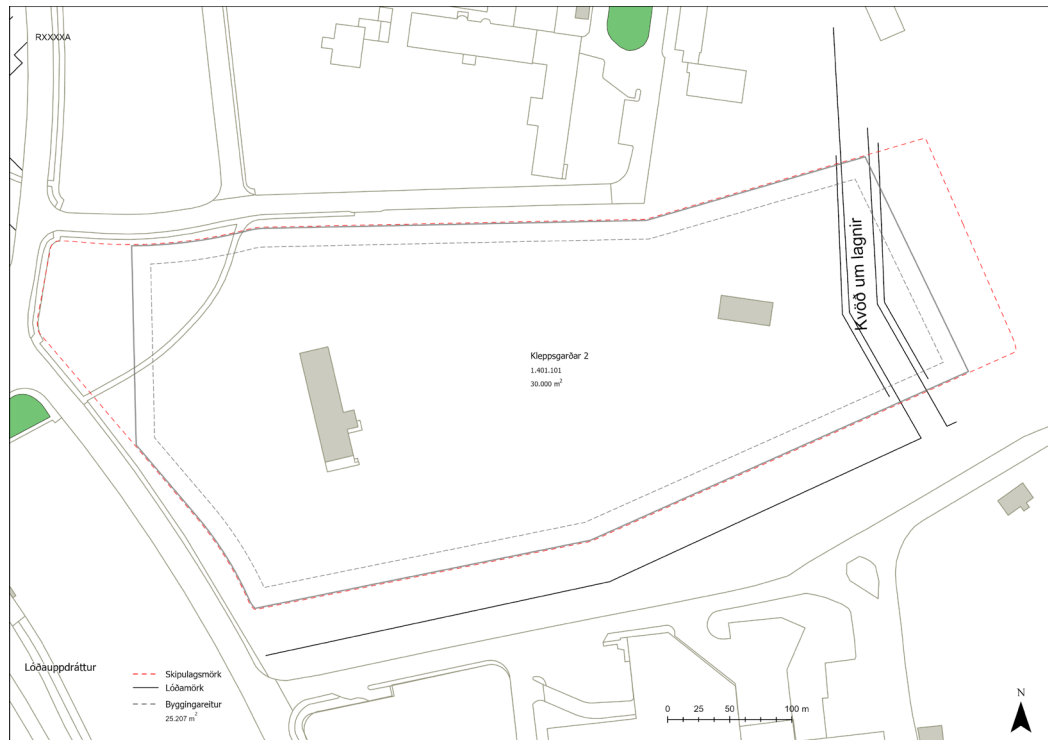 RXXXXA
Kvöð um lagnir
Kleppsgarðar 2
1.401.101
30.000 m²
Lóðauppdráttur
Skipulagsmörk
Lóðamörk
Byggingareitur
25.207 m²
0 25 50 100 m
N